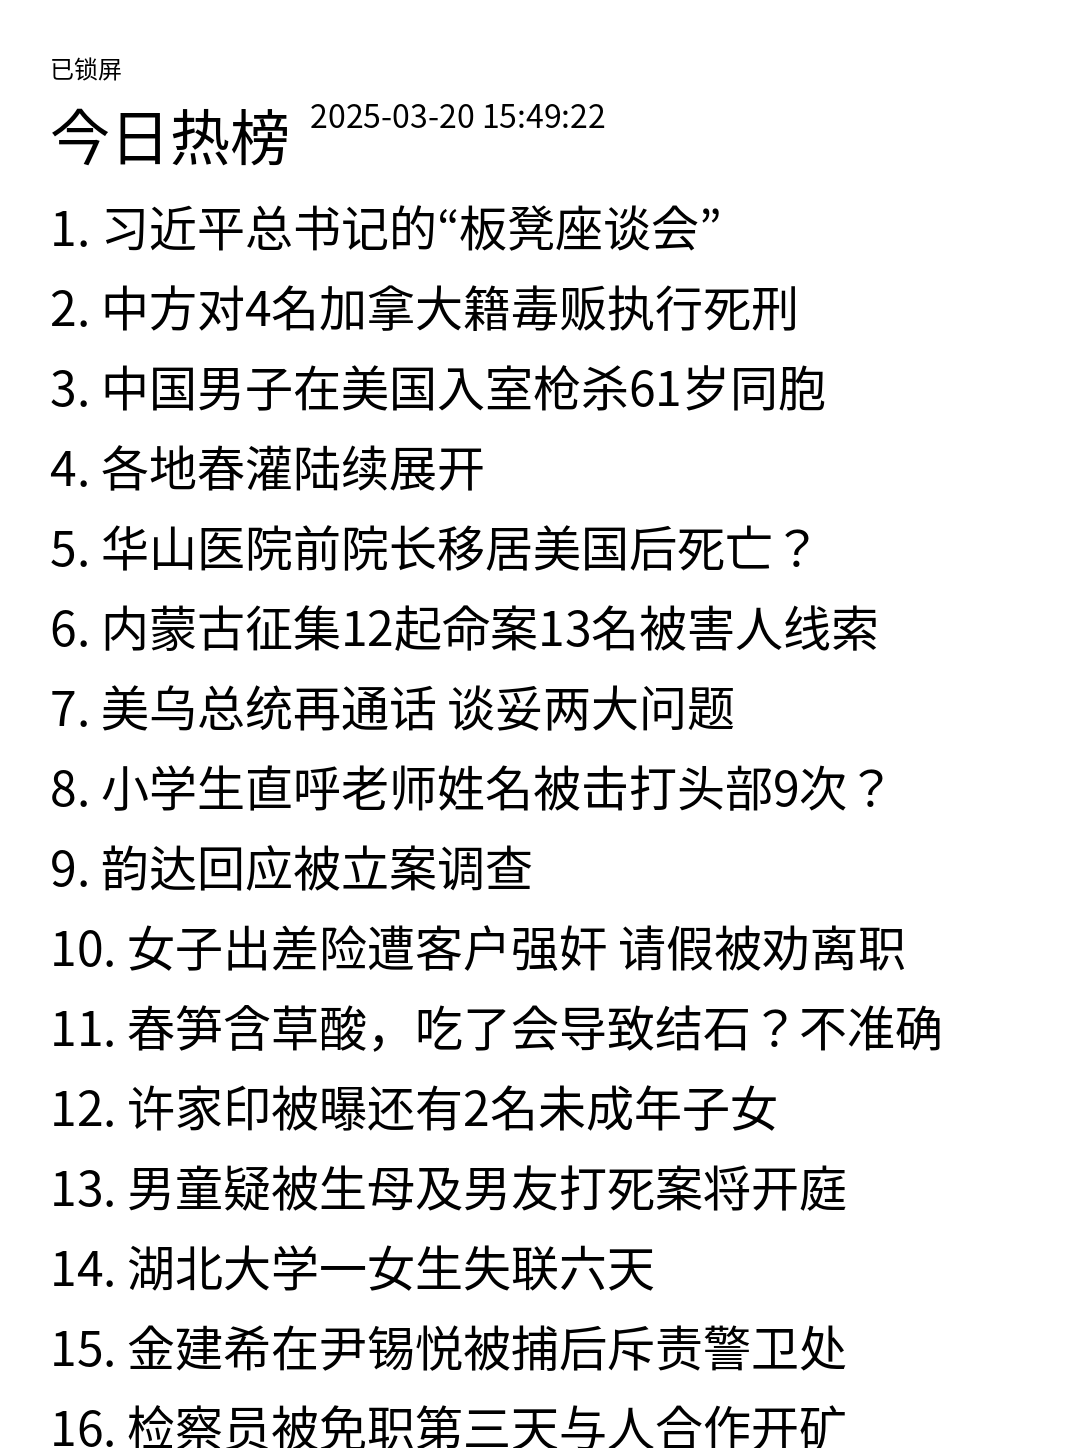 已锁屏
今日热榜 2025-03-20 15:49:22
1. 习近平总书记的“板凳座谈会”
2. 中方对4名加拿大籍毒贩执行死刑
3. 中国男子在美国入室枪杀61岁同胞
4. 各地春灌陆续展开
5. 华山医院前院长移居美国后死亡？
6. 内蒙古征集12起命案13名被害人线索
7. 美乌总统再通话 谈妥两大问题
8. 小学生直呼老师姓名被击打头部9次？
9. 韵达回应被立案调查
10. 女子出差险遭客户强奸 请假被劝离职
11. 春笋含草酸，吃了会导致结石？不准确
12. 许家印被曝还有2名未成年子女
13. 男童疑被生母及男友打死案将开庭
14. 湖北大学一女生失联六天
15. 金建希在尹锡悦被捕后斥责警卫处
16. 检察员被免职第三天与人合作开矿